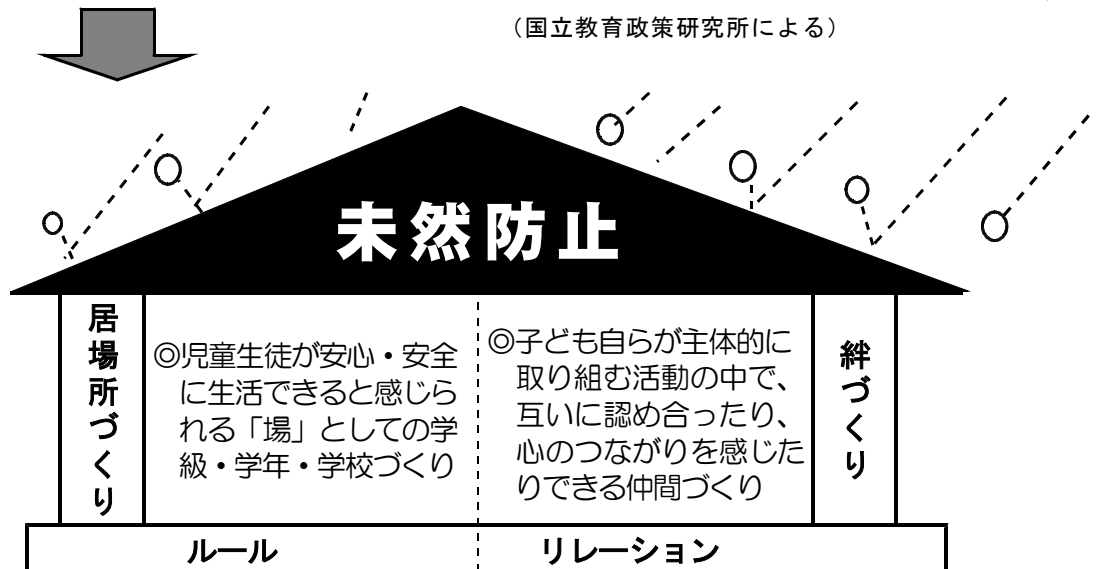 （国立教育政策研究所による）
未然防止
居場所づくり
◎児童生徒が安心・安全
に生活できると感じら
れる「場」としての学
級・学年・学校づくり
◎子ども自らが主体的に
取り組む活動の中で、
互いに認め合ったり、
心のつながりを感じた
りできる仲間づくり
絆づくり
ルール
リレーション